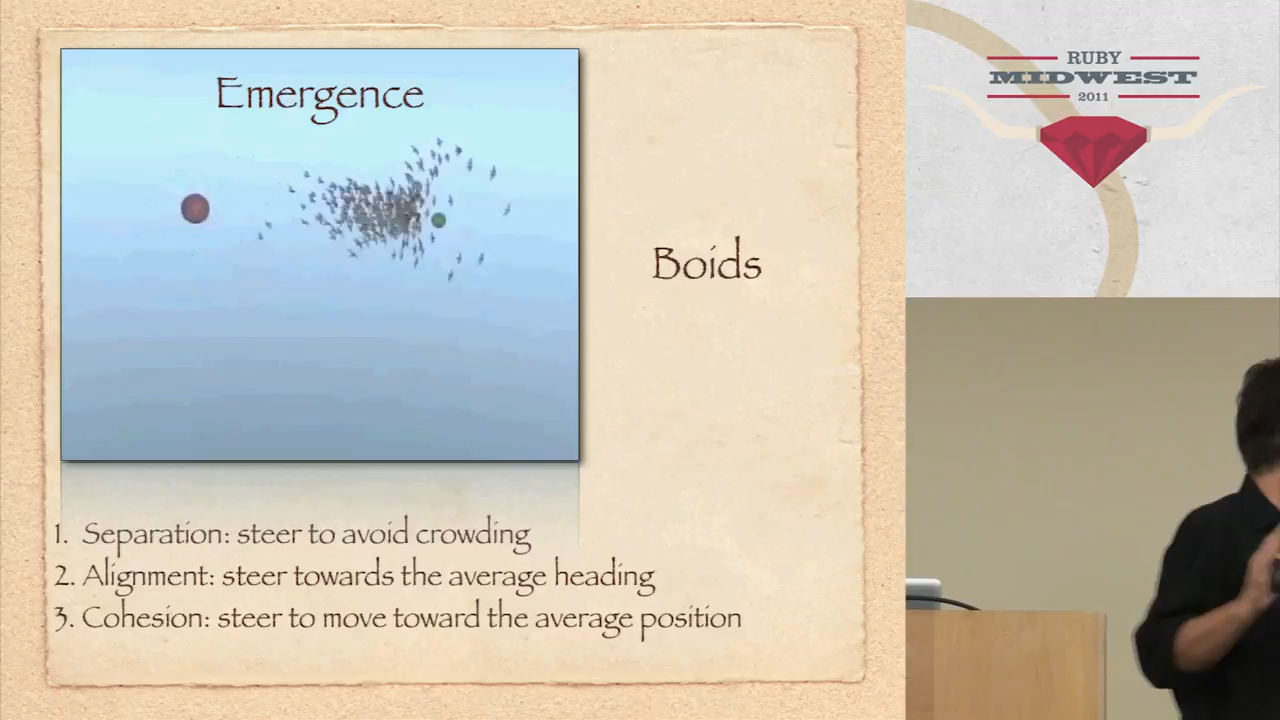 Emergence
Boids
1. Separation: steer to avoid crowding
2. Alignment: steer towards the average heading
3. Cohesion: steer to move toward the average position
RUBY
MIDWEST
2011